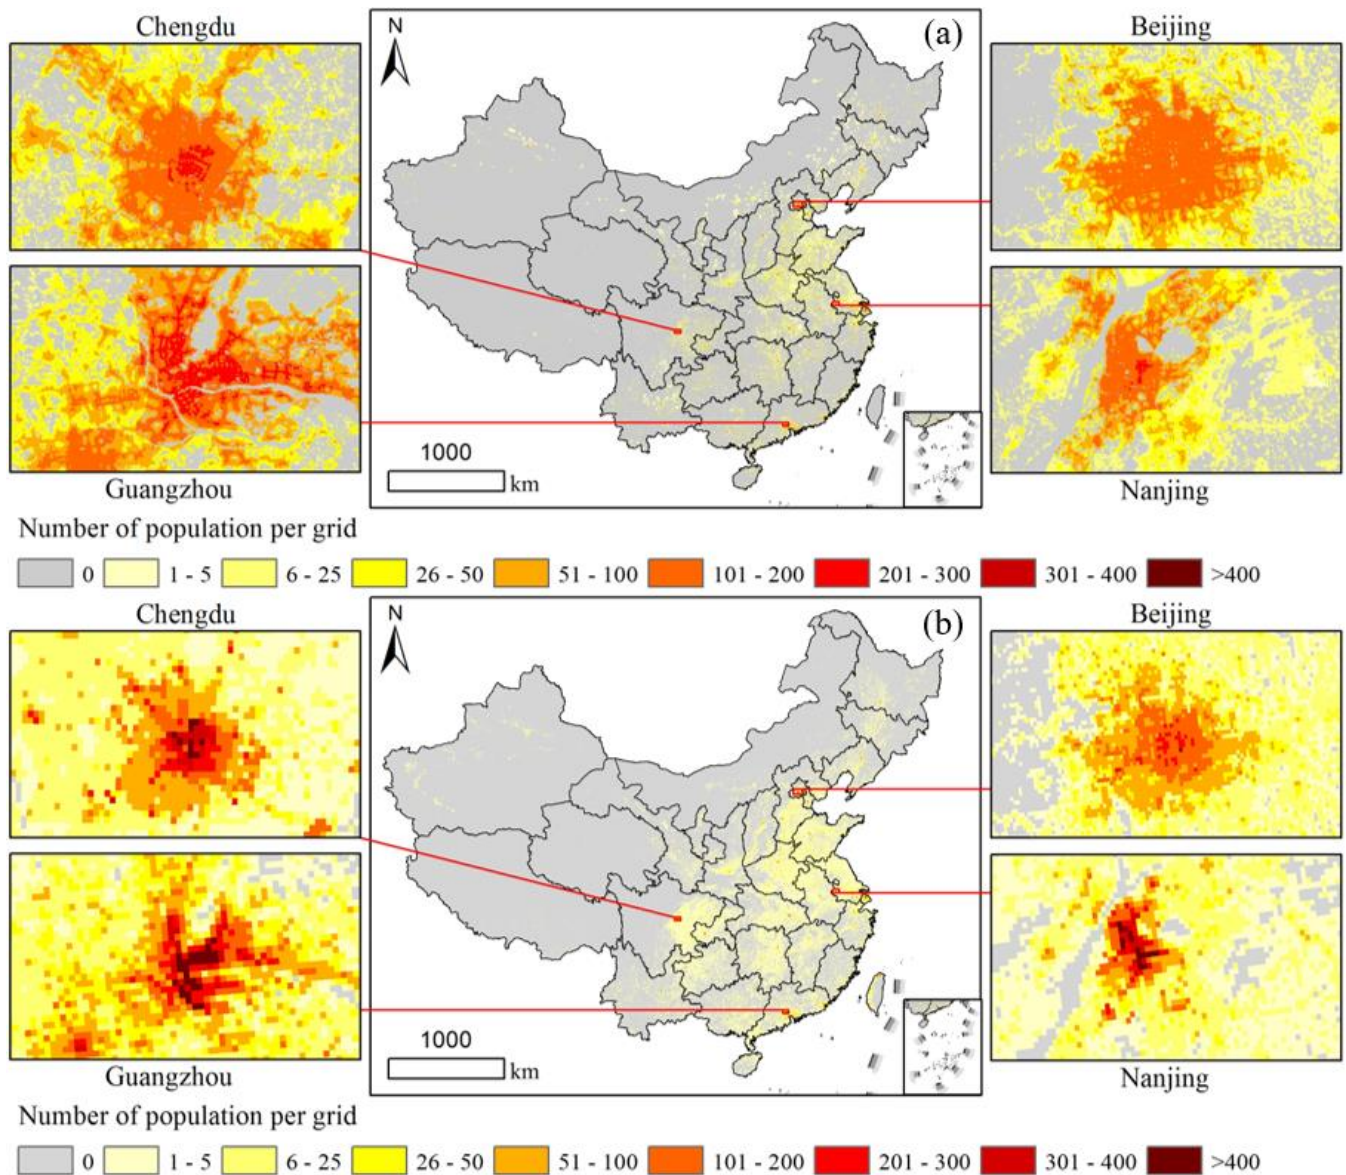 Chengdu
N
(a)
Beijing
1000
km
Guangzhou
Nanjing
Number of population per grid
0 1 - 5 6 - 25 26 - 50 51 - 100 101 - 200 201 - 300 301 - 400 >400
Chengdu
N
(b)
Beijing
1000
km
Guangzhou
Nanjing
Number of population per grid
0 1 - 5 6 - 25 26 - 50 51 - 100 101 - 200 201 - 300 301 - 400 >400